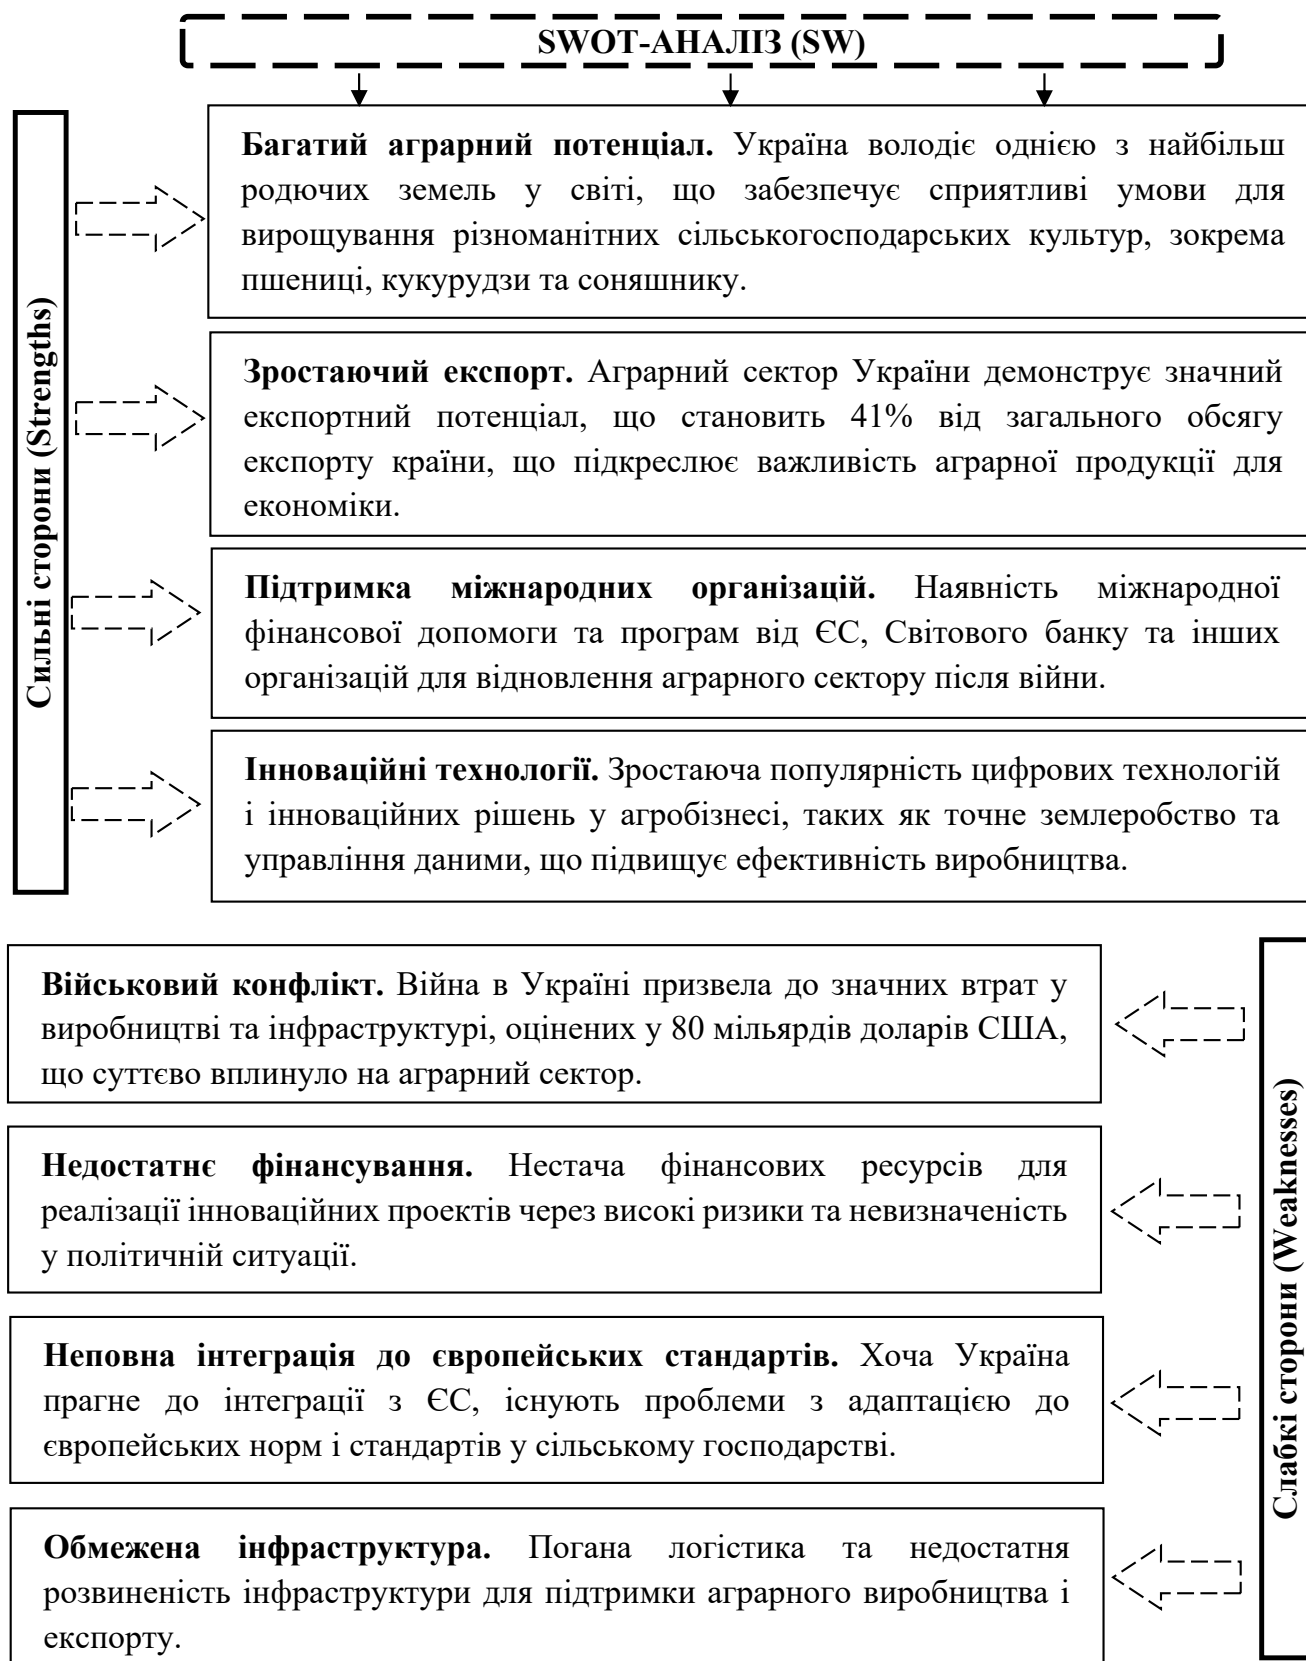 SWOT-АНАЛІЗ (SW)
Сильні сторони (Strengths)
Багатий аграрний потенціал. Україна володіє однією з найбільш
родючих земель у світі, що забезпечує сприятливі умови для
вирощування різноманітних сільськогосподарських культур, зокрема
пшениці, кукурудзи та соняшнику.
Зростаючий експорт. Аграрний сектор України демонструє значний
експортний потенціал, що становить 41% від загального обсягу
експорту країни, що підкреслює важливість аграрної продукції для
економіки.
Підтримка міжнародних організацій. Наявність міжнародної
фінансової допомоги та програм від ЄС, Світового банку та інших
організацій для відновлення аграрного сектору після війни.
Інноваційні технології. Зростаюча популярність цифрових технологій
і інноваційних рішень у агробізнесі, таких як точне землеробство та
управління даними, що підвищує ефективність виробництва.
Військовий конфлікт. Війна в Україні призвела до значних втрат у
виробництві та інфраструктурі, оцінених у 80 мільярдів доларів США,
що суттєво вплинуло на аграрний сектор.
Недостатнє фінансування. Нестача фінансових ресурсів для
реалізації інноваційних проектів через високі ризики та невизначеність
у політичній ситуації.
Неповна інтеграція до європейських стандартів. Хоча Україна
прагне до інтеграції з ЄС, існують проблеми з адаптацією до
європейських норм і стандартів у сільському господарстві.
Обмежена інфраструктура. Погана логістика та недостатня
розвиненість інфраструктури для підтримки аграрного виробництва і
експорту.
Слабкі сторони (Weaknesses)